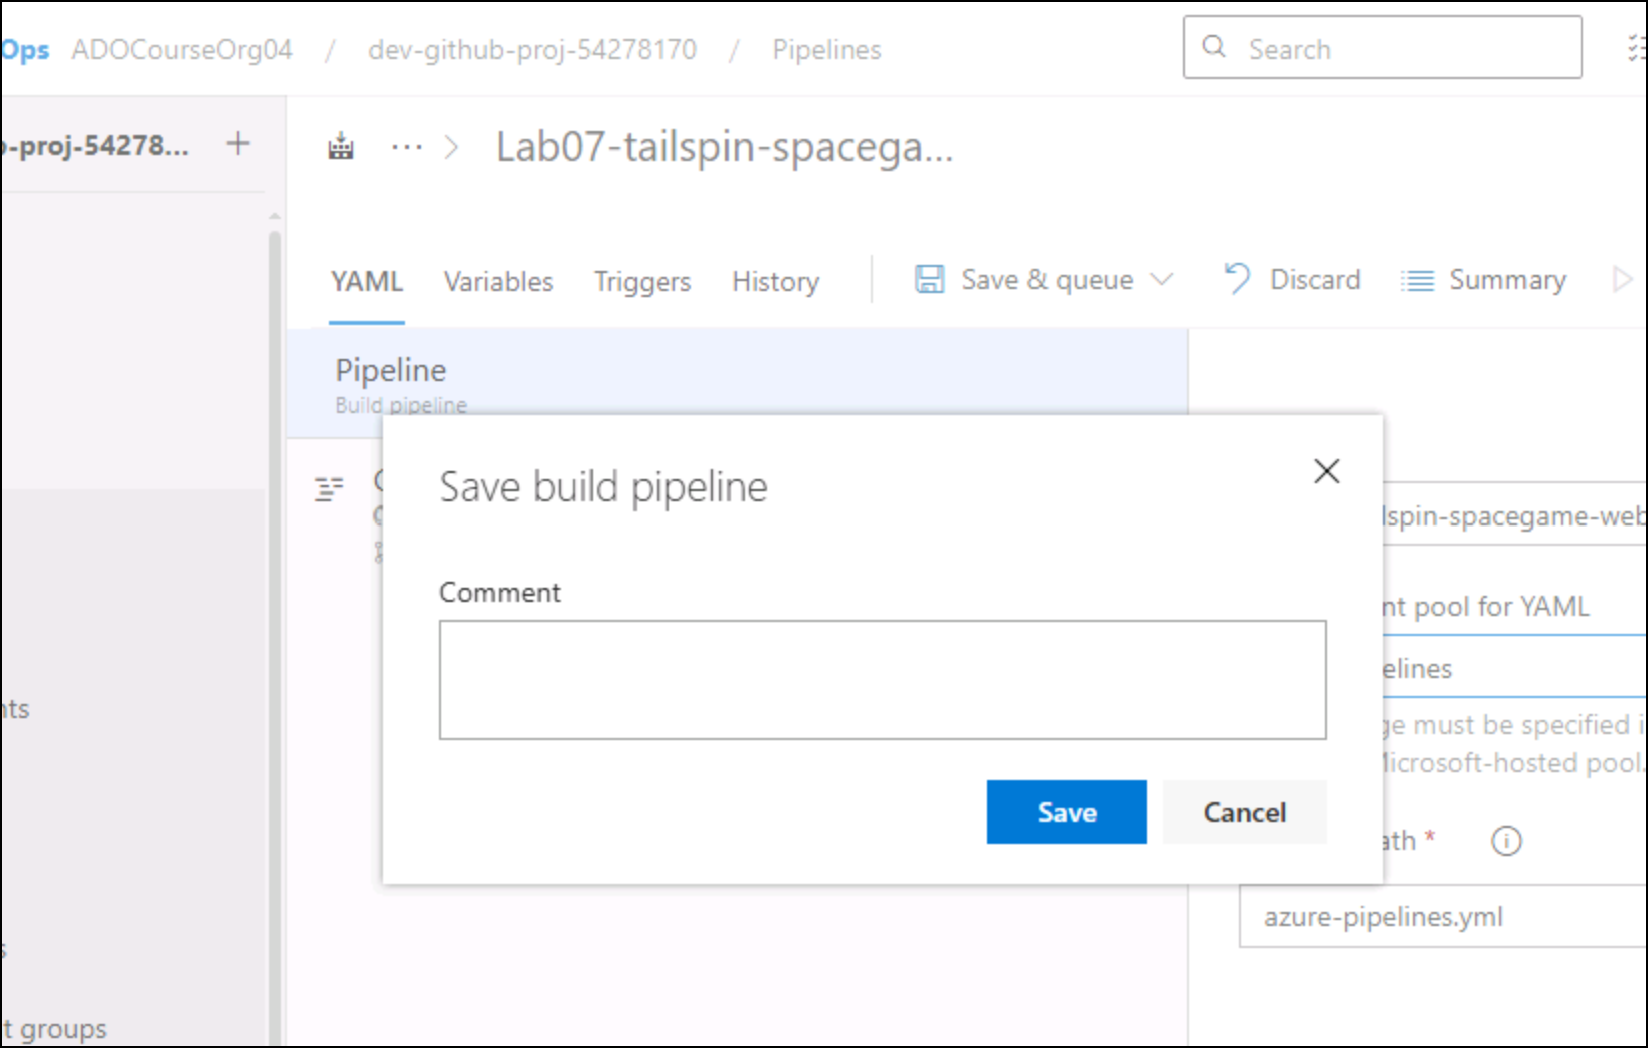 Ops ADOCourseOrg04 / dev-github-proj-54278170 / Pipelines
Search
-proj-54278... +
... > Lab07-tailspin-spacega...
YAML Variables Triggers History Save & queue Discard Summary
Pipeline
Build pipeline
Save build pipeline
lspin-spacegame-web
Comment
nt pool for YAML
elines
nts
ge must be specified i
Microsoft-hosted pool.
Save Cancel
ath *
azure-pipelines.yml
s
t groups